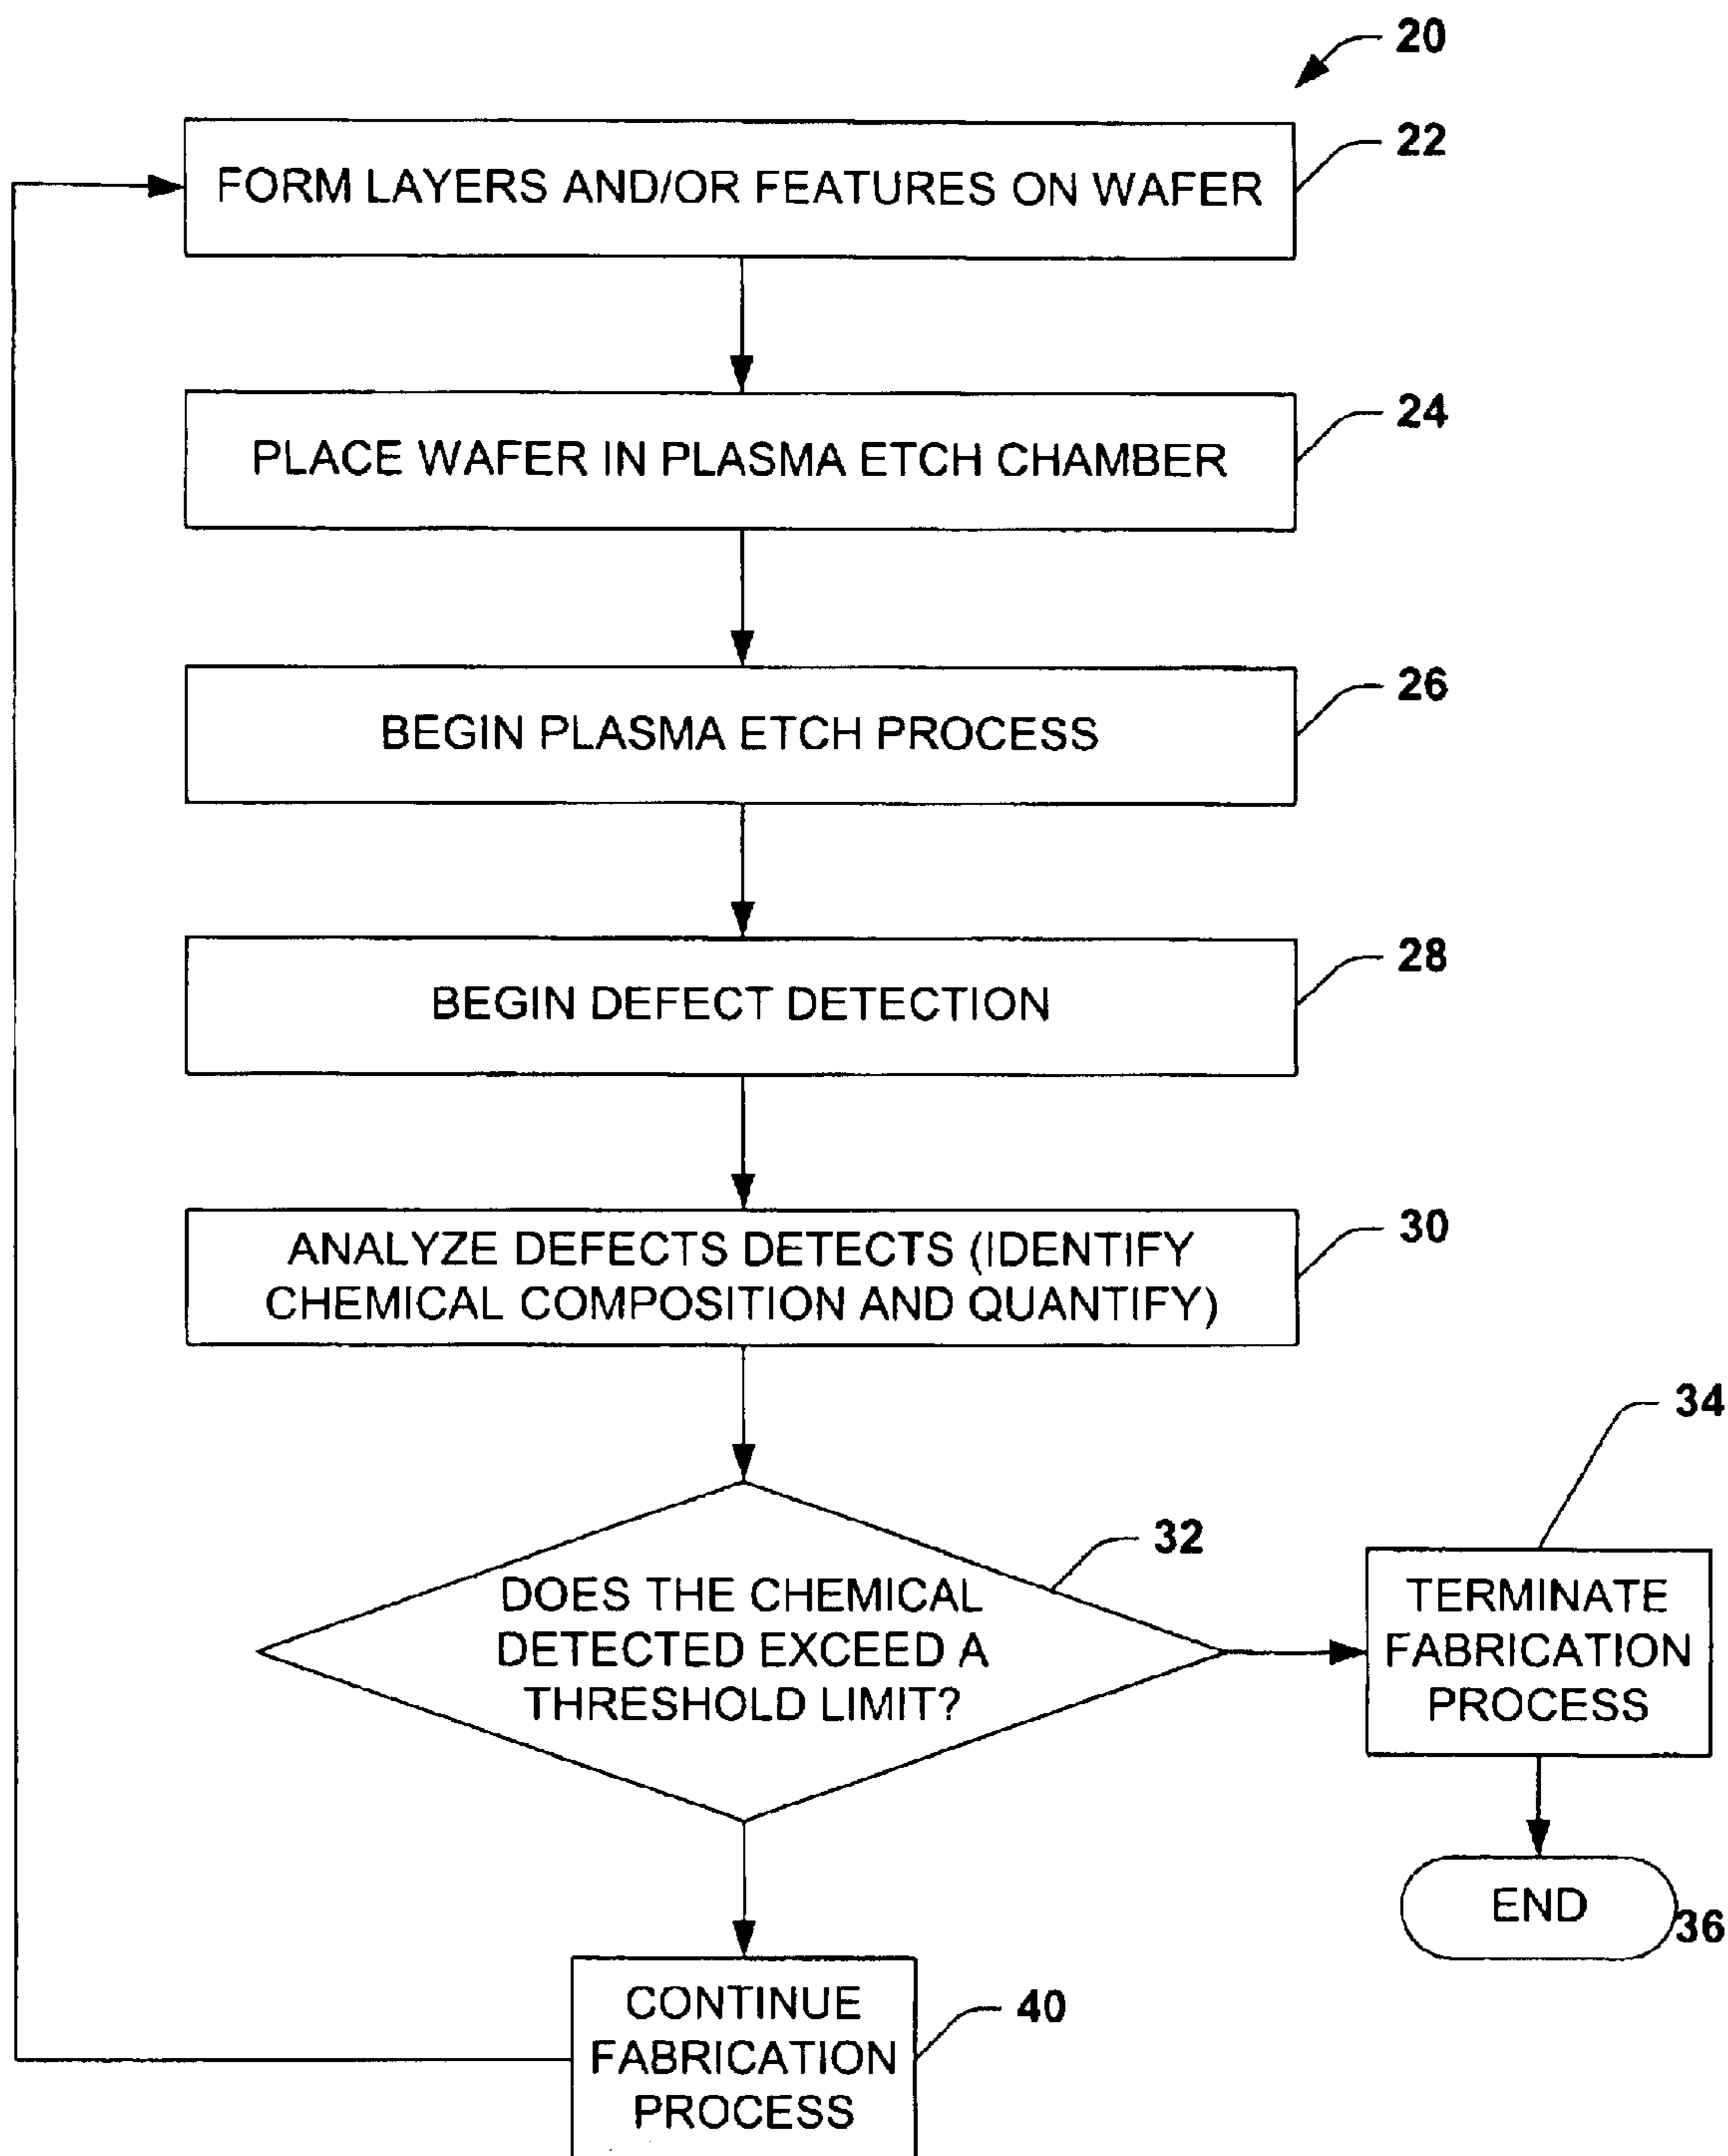 20
22
FORM LAYERS AND/OR FEATURES ON WAFER
24
PLACE WAFER IN PLASMA ETCH CHAMBER
26
BEGIN PLASMA ETCH PROCESS
28
BEGIN DEFECT DETECTION
30
ANALYZE DEFECTS DETECTS (IDENTIFY
CHEMICAL COMPOSITION AND QUANTIFY)
32
DOES THE CHEMICAL
DETECTED EXCEED A
THRESHOLD LIMIT?
34
TERMINATE
FABRICATION
PROCESS
END
36
40
CONTINUE
FABRICATION
PROCESS